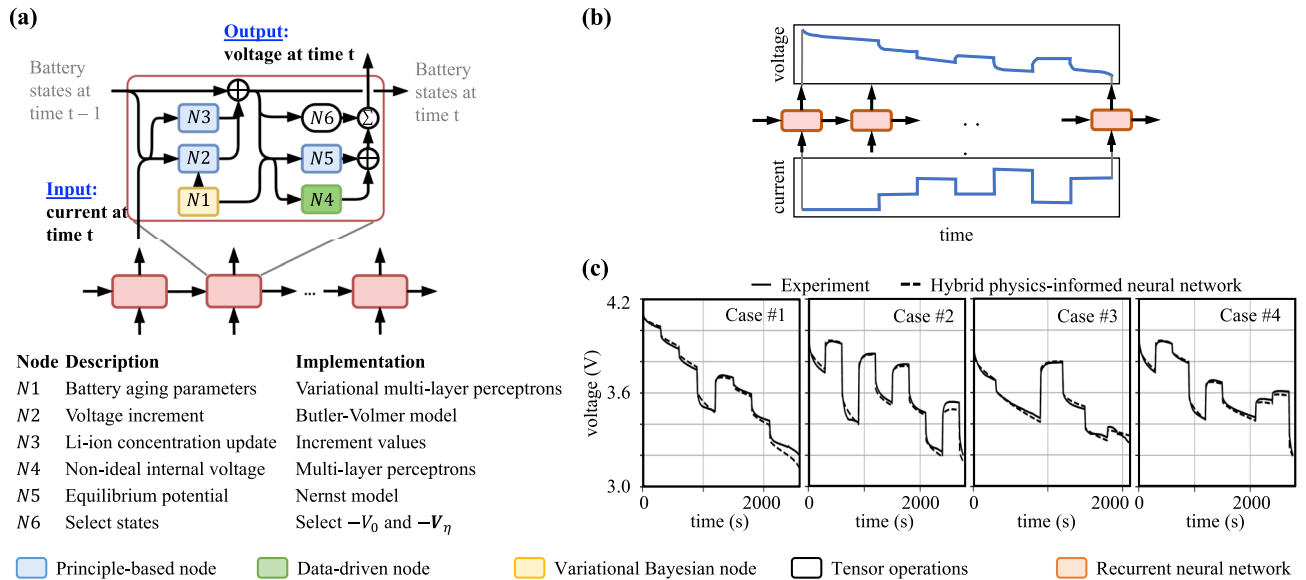 (a)
Output:
voltage at time t
Battery
states at
time t − 1
Battery
states at
time t
N3
N6
Σ
N2
N5
N1
N4
Input:
current at
time t
...
Node Description Implementation
N1 Battery aging parameters Variational multi-layer perceptrons
N2 Voltage increment Butler-Volmer model
N3 Li-ion concentration update Increment values
N4 Non-ideal internal voltage Multi-layer perceptrons
N5 Equilibrium potential Nernst model
N6 Select states Select −V₀ and −V_η
(b)
voltage
. .
.
current
time
(c)
Experiment Hybrid physics-informed neural network
4.2
3.6
3.0
voltage (V)
Case #1 Case #2 Case #3 Case #4
0 2000 0 2000 0 2000 0 2000
time (s) time (s) time (s) time (s)
Principle-based node Data-driven node Variational Bayesian node Tensor operations Recurrent neural network